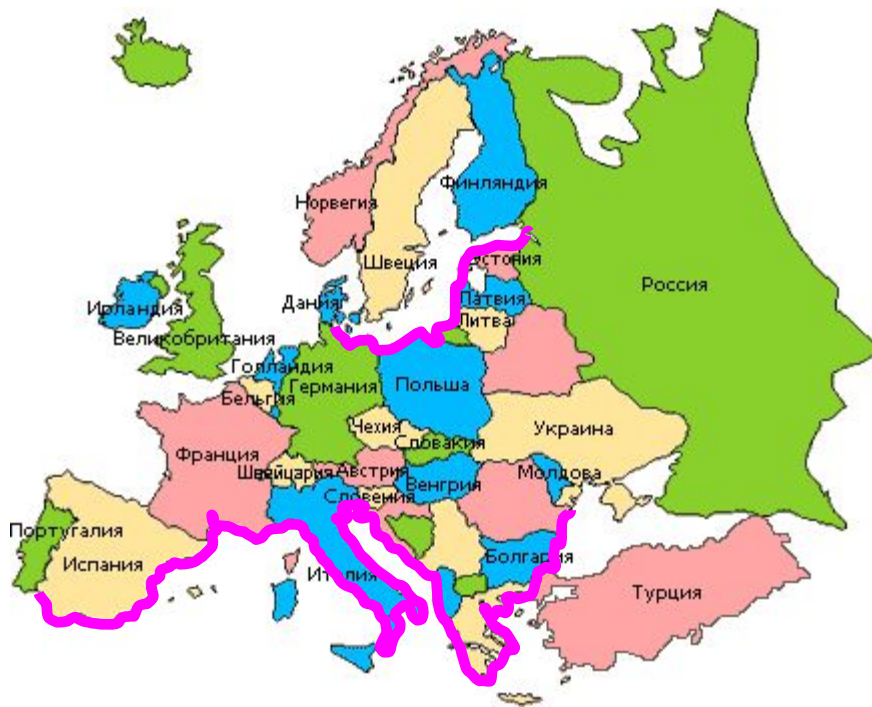 Финляндия
Норвегия
Швеция
Эстония
Россия
Ирландия
Дания
Латвия
Литва
Великобритания
Голландия
Германия
Польша
Бельгия
Чехия
Украина
Словакия
Франция
Швейцария
Австрия
Молдова
Венгрия
Словения
Португалия
Испания
Болгария
Италия
Турция